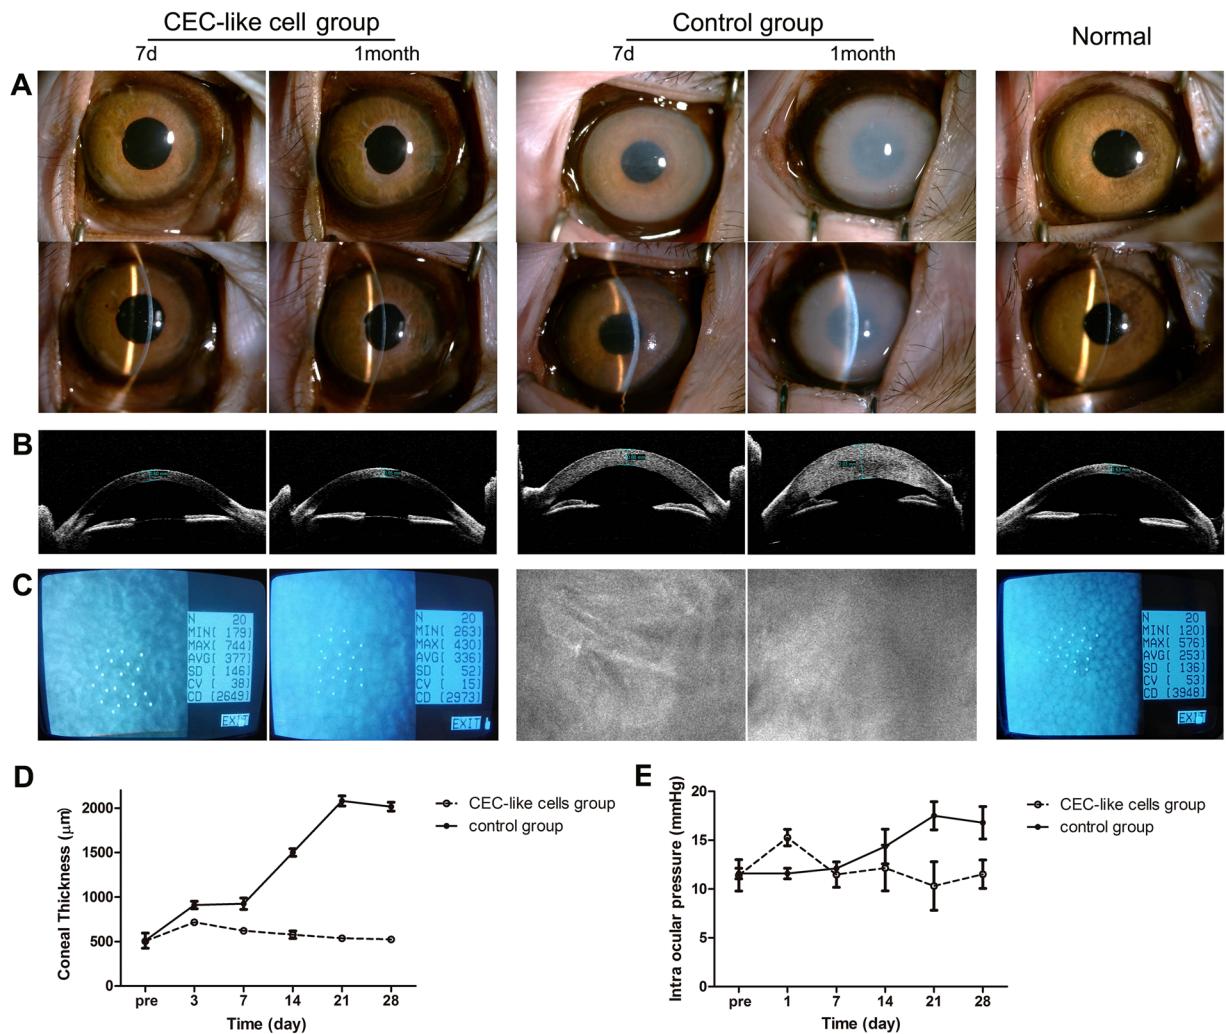 CEC-like cell group
Control group
Normal
7d
1month
7d
1month
A
B
C
N 20
MIN[ 179]
MAX[ 744]
AVG[ 377]
SD [ 146]
CV [ 38]
CD [2649]
EXIT
N 20
MIN[ 263]
MAX[ 430]
AVG[ 336]
SD [ 52]
CV [ 15]
CD [2973]
EXIT
N 20
MIN[ 120]
MAX[ 576]
AVG[ 253]
SD [ 136]
CV [ 53]
CD [3948]
EXIT
D
Coneal Thickness (μm)
2000
1500
1000
500
0
pre 3 7 14 21 28
Time (day)
CEC-like cells group
control group
E
Intra ocular pressure (mmHg)
20
15
10
5
0
pre 1 7 14 21 28
Time (day)
CEC-like cells group
control group